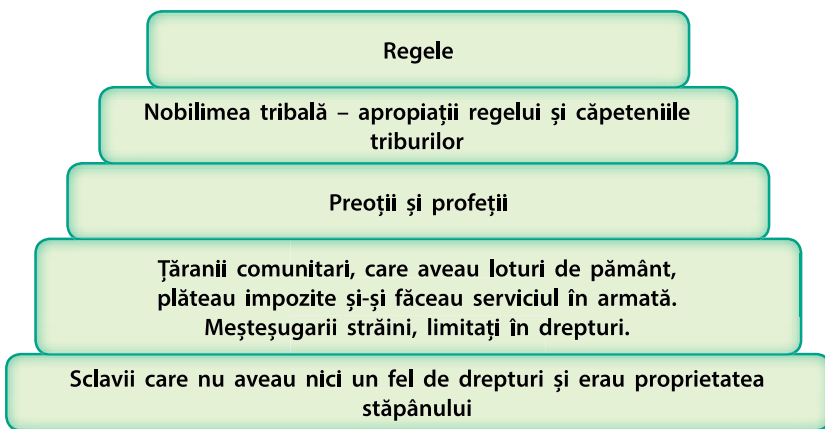 Regele
Nobilimea tribală – apropiații regelui și căpeteniile
triburilor
Preoții și profeții
Țăranii comunitari, care aveau loturi de pământ,
plăteau impozite și-și făceau serviciul în armată.
Meșteșugarii străini, limitați în drepturi.
Sclavii care nu aveau nici un fel de drepturi și erau proprietatea
stăpânului